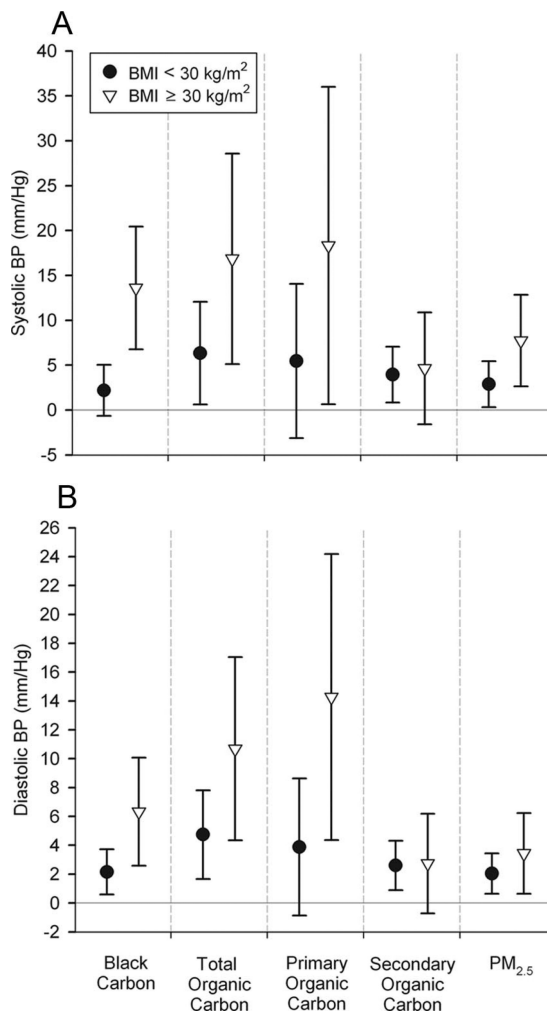 A
BMI < 30 kg/m²
BMI ≥ 30 kg/m²
Systolic BP (mm/Hg)
40
35
30
25
20
15
10
5
0
-5
B
Diastolic BP (mm/Hg)
26
24
22
20
18
16
14
12
10
8
6
4
2
0
-2
Black
Carbon
Total
Organic
Carbon
Primary
Organic
Carbon
Secondary
Organic
Carbon
PM₂.₅